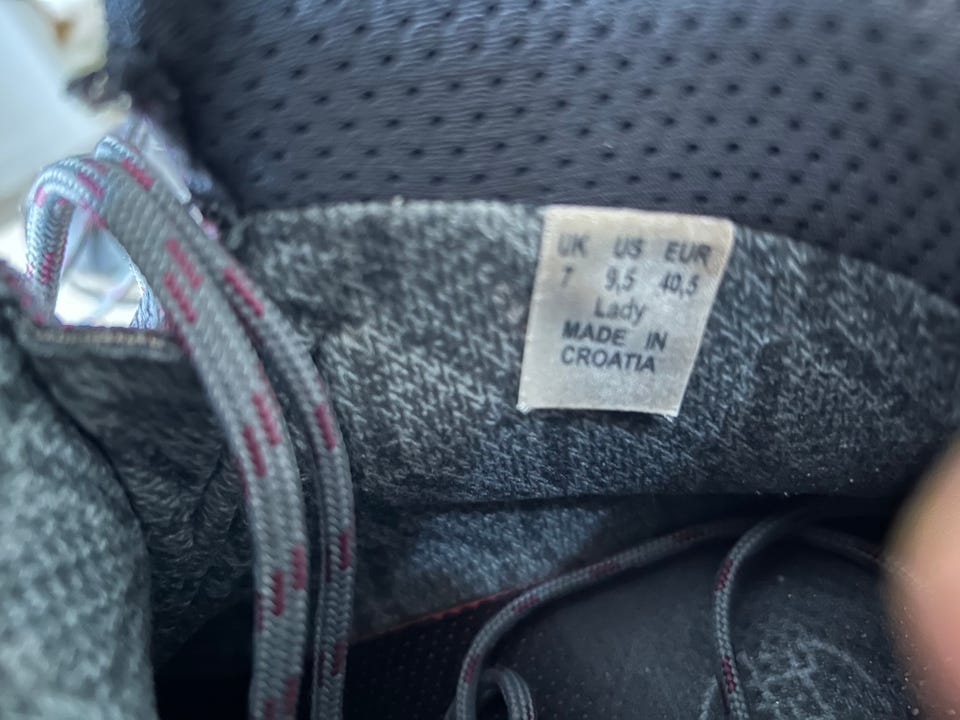 UK US EUR
7 9,5 40,5
Lady
MADE IN
CROATIA